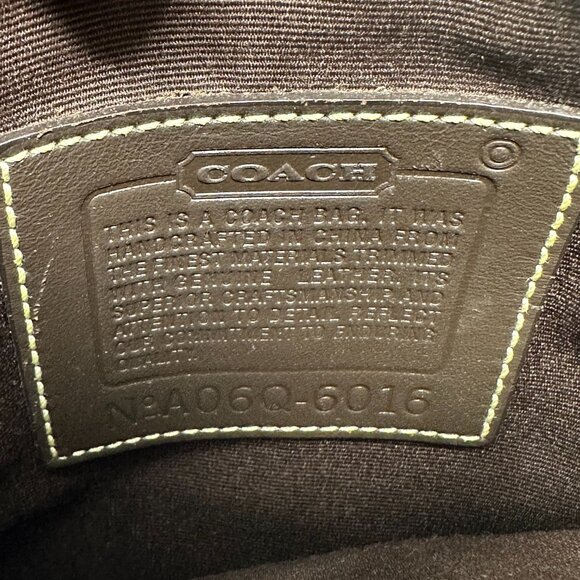 COACH
©
THIS IS A COACH BAG. IT WAS
HANDCRAFTED IN CHINA FROM
THE FINEST MATERIALS TRIMMED
WITH GENUINE LEATHER. ITS
SUPERIOR CRAFTSMANSHIP AND
ATTENTION TO DETAIL REFLECT
OUR COMMITMENT TO ENDURING
QUALITY.
No A06Q-6016